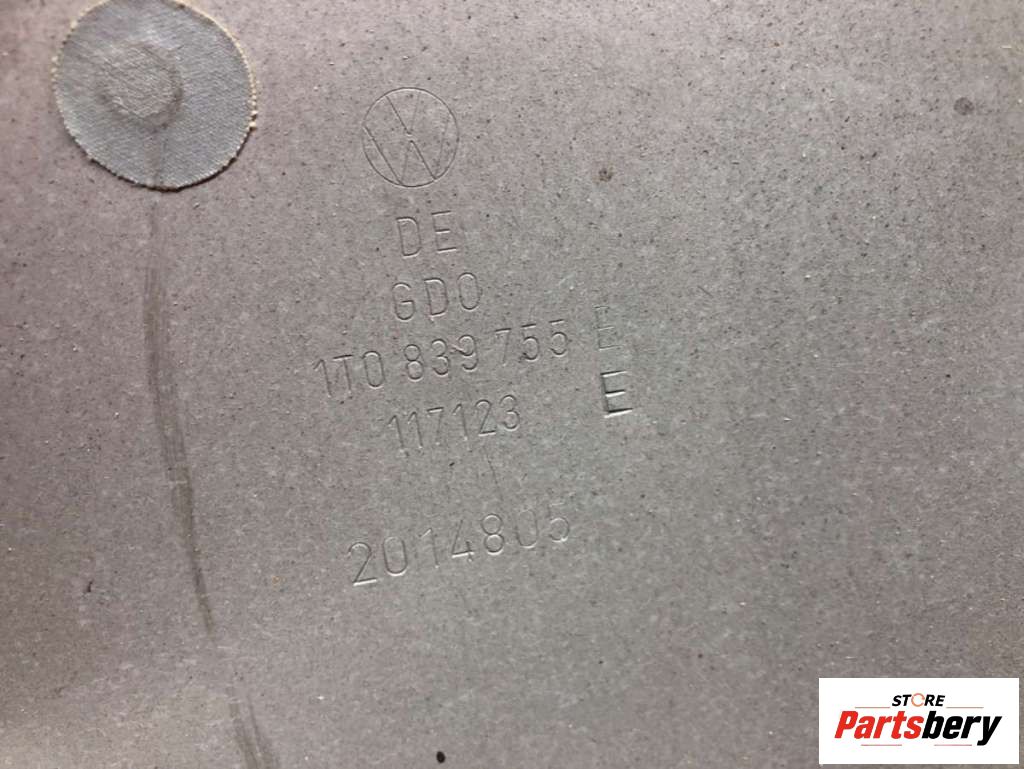 DE
GDO
1T0 839 755 E
117123 E
2014805
STORE
Partsbery